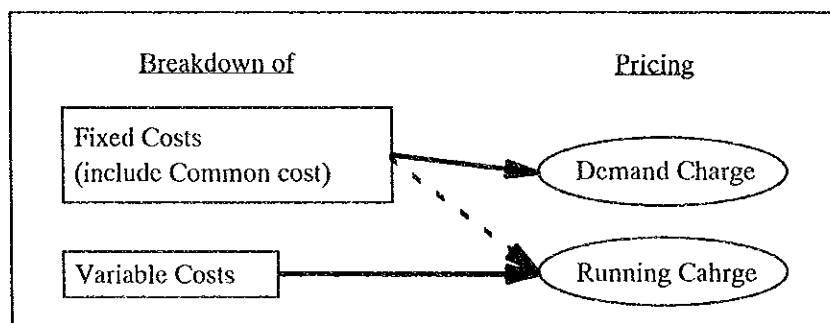 Breakdown of
Pricing
Fixed Costs
(include Common cost)
Demand Charge
Variable Costs
Running Cahrge